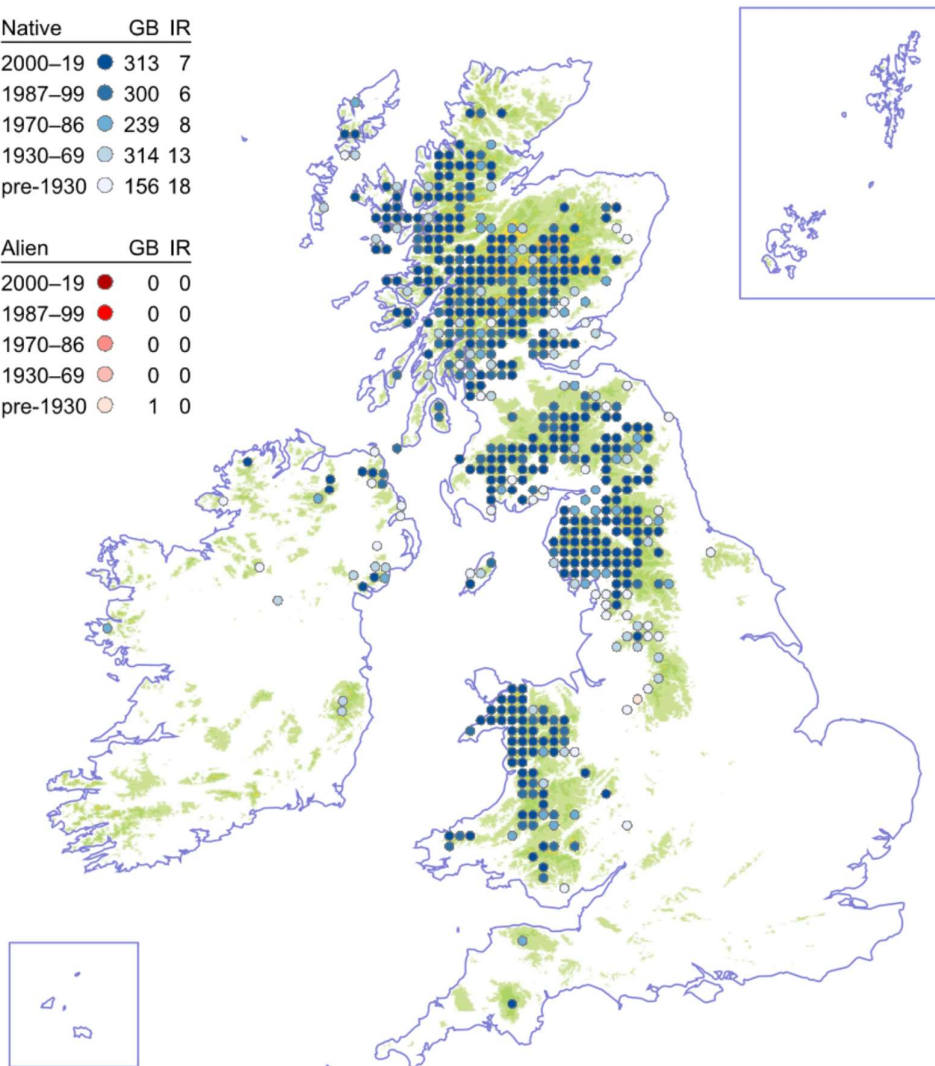 Native GB IR
2000–19 313 7
1987–99 300 6
1970–86 239 8
1930–69 314 13
pre-1930 156 18
Alien GB IR
2000–19 0 0
1987–99 0 0
1970–86 0 0
1930–69 0 0
pre-1930 1 0